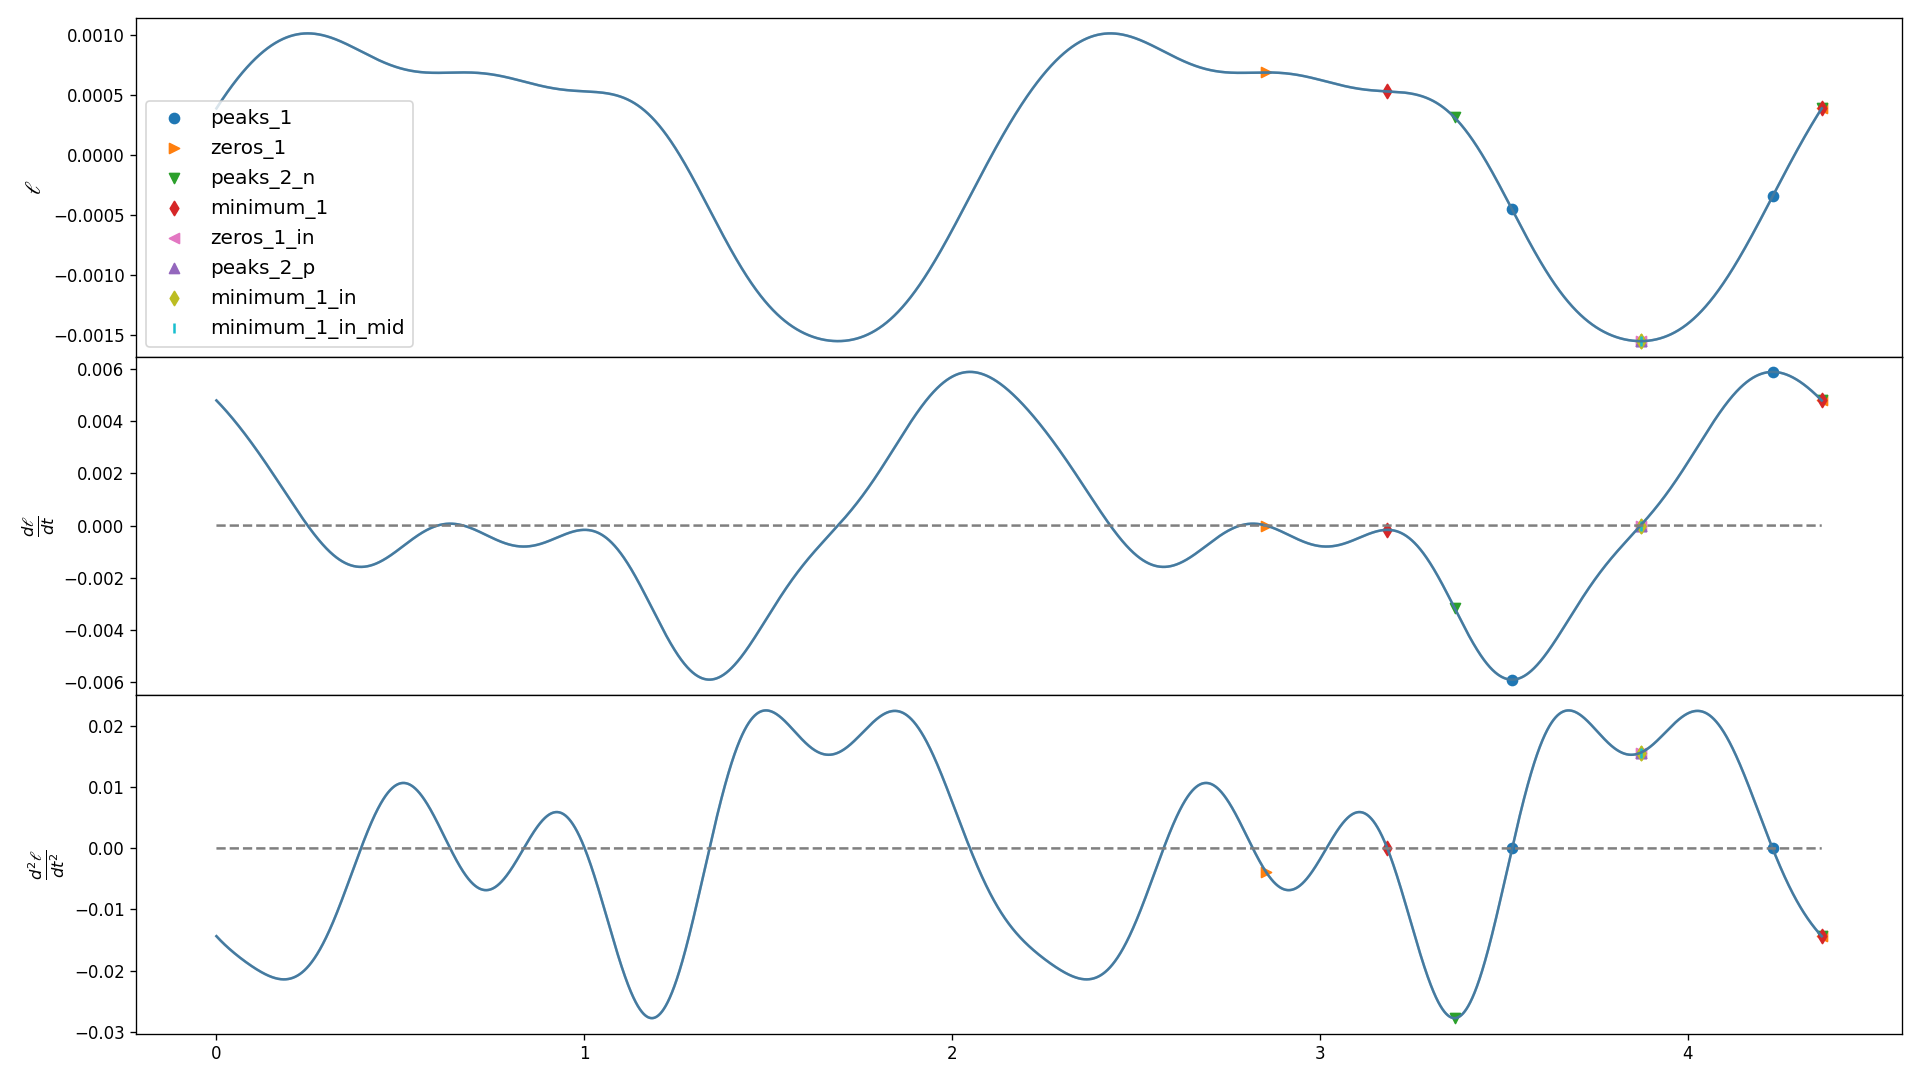 0.0010
0.0005
0.0000
−0.0005
−0.0010
−0.0015
ℓ
peaks_1
zeros_1
peaks_2_n
minimum_1
zeros_1_in
peaks_2_p
minimum_1_in
minimum_1_in_mid
0.006
0.004
0.002
0.000
−0.002
−0.004
−0.006
dℓ
dt
0.02
0.01
0.00
−0.01
−0.02
−0.03
d²ℓ
dt²
0 1 2 3 4